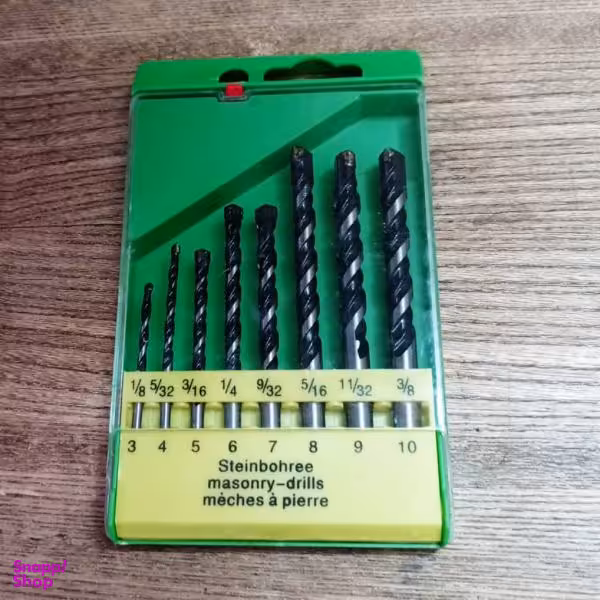 1/8 5/32 3/16 1/4 9/32 5/16 11/32 3/8
3 4 5 6 7 8 9 10
Steinbohree
masonry-drills
mèches à pierre
Snapp!
Shop